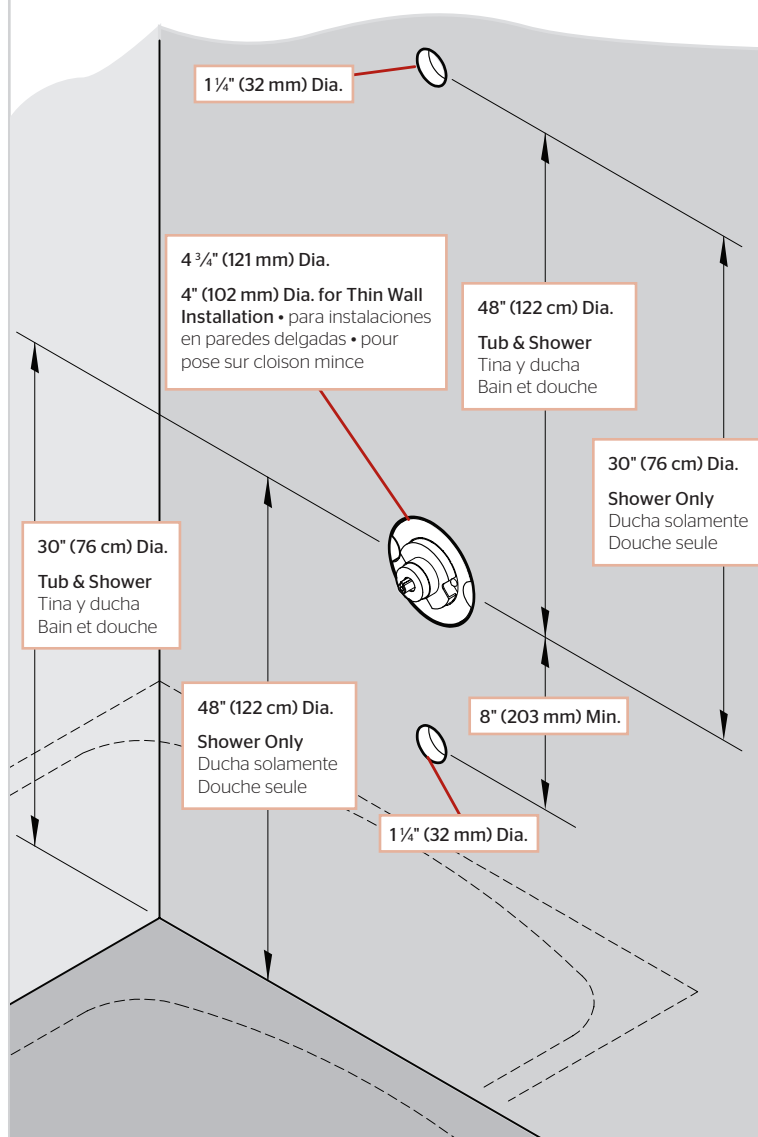 1 ¼" (32 mm) Dia.
4 ¾" (121 mm) Dia.
4" (102 mm) Dia. for Thin Wall
Installation • para instalaciones
en paredes delgadas • pour
pose sur cloison mince
48" (122 cm) Dia.
Tub & Shower
Tina y ducha
Bain et douche
30" (76 cm) Dia.
Shower Only
Ducha solamente
Douche seule
30" (76 cm) Dia.
Tub & Shower
Tina y ducha
Bain et douche
48" (122 cm) Dia.
Shower Only
Ducha solamente
Douche seule
8" (203 mm) Min.
1 ¼" (32 mm) Dia.